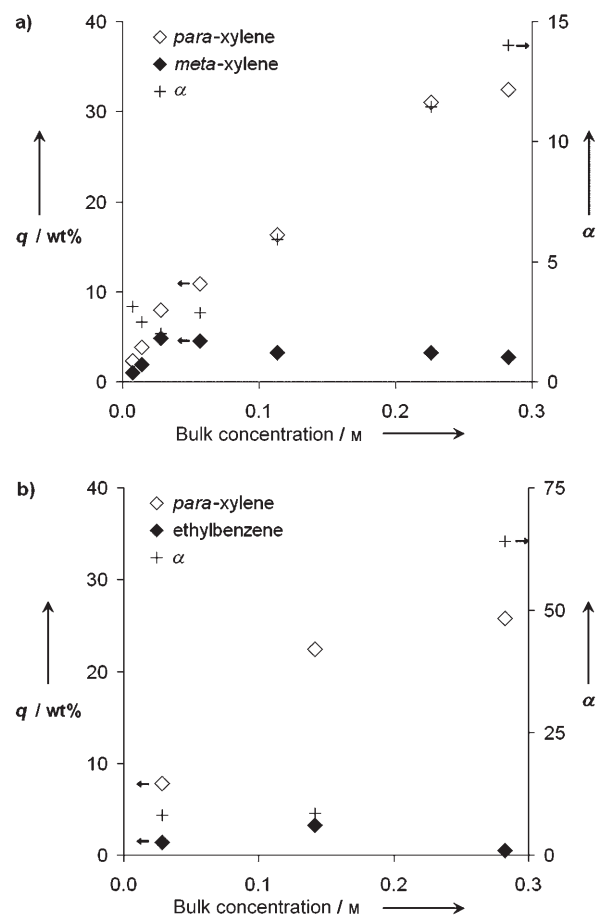 a)
40
15
para-xylene
meta-xylene
α
30
10
20
q / wt%
α
5
10
0
0
0.0
0.1
0.2
0.3
Bulk concentration / M
b)
40
75
para-xylene
ethylbenzene
α
30
50
20
q / wt%
α
25
10
0
0
0.0
0.1
0.2
0.3
Bulk concentration / M